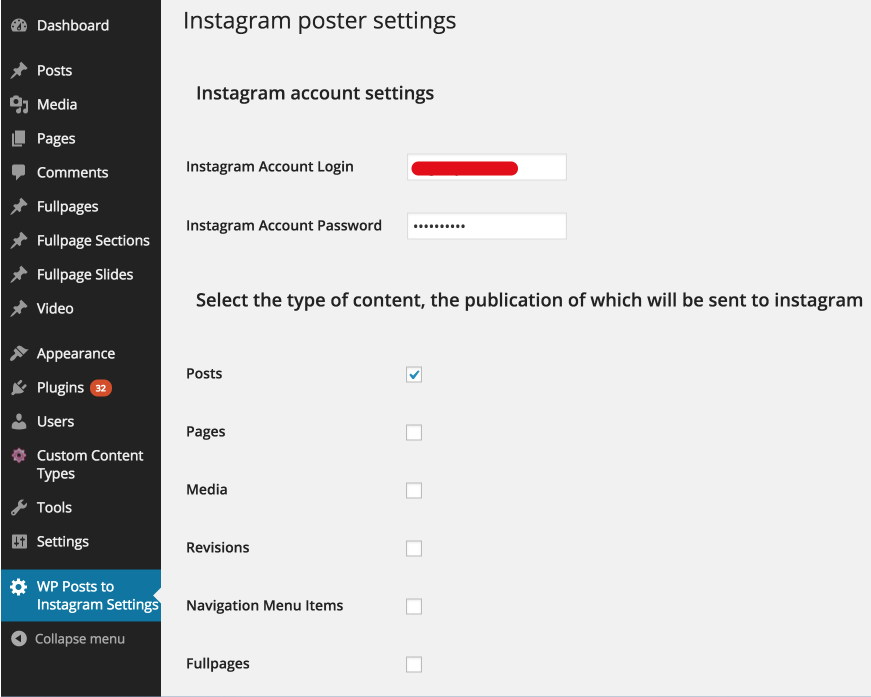 Dashboard
Posts
Media
Pages
Comments
Fullpages
Fullpage Sections
Fullpage Slides
Video
Appearance
Plugins 32
Users
Custom Content
Types
Tools
Settings
WP Posts to
Instagram Settings
Collapse menu
Instagram poster settings
Instagram account settings
Instagram Account Login
Instagram Account Password ••••••••••
Select the type of content, the publication of which will be sent to instagram
Posts
Pages
Media
Revisions
Navigation Menu Items
Fullpages